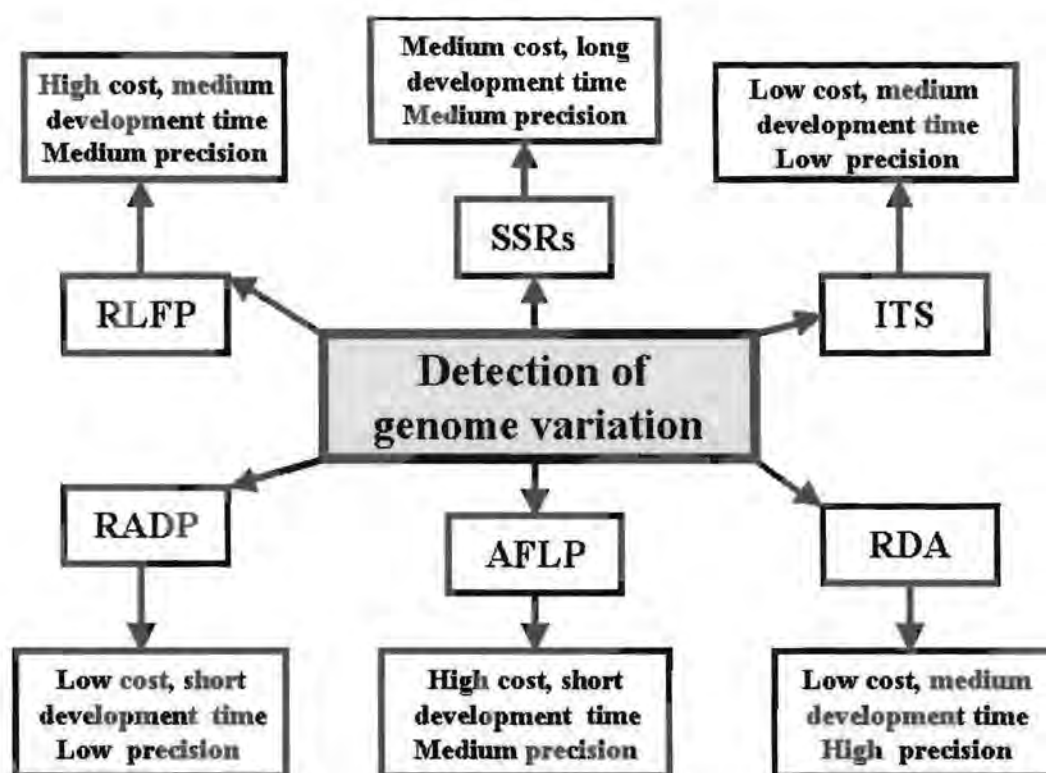 High cost, medium
development time
Medium precision
Medium cost, long
development time
Medium precision
Low cost, medium
development time
Low precision
RLFP
SSRs
ITS
Detection of
genome variation
RADP
AFLP
RDA
Low cost, short
development time
Low precision
High cost, short
development time
Medium precision
Low cost, medium
development time
High precision